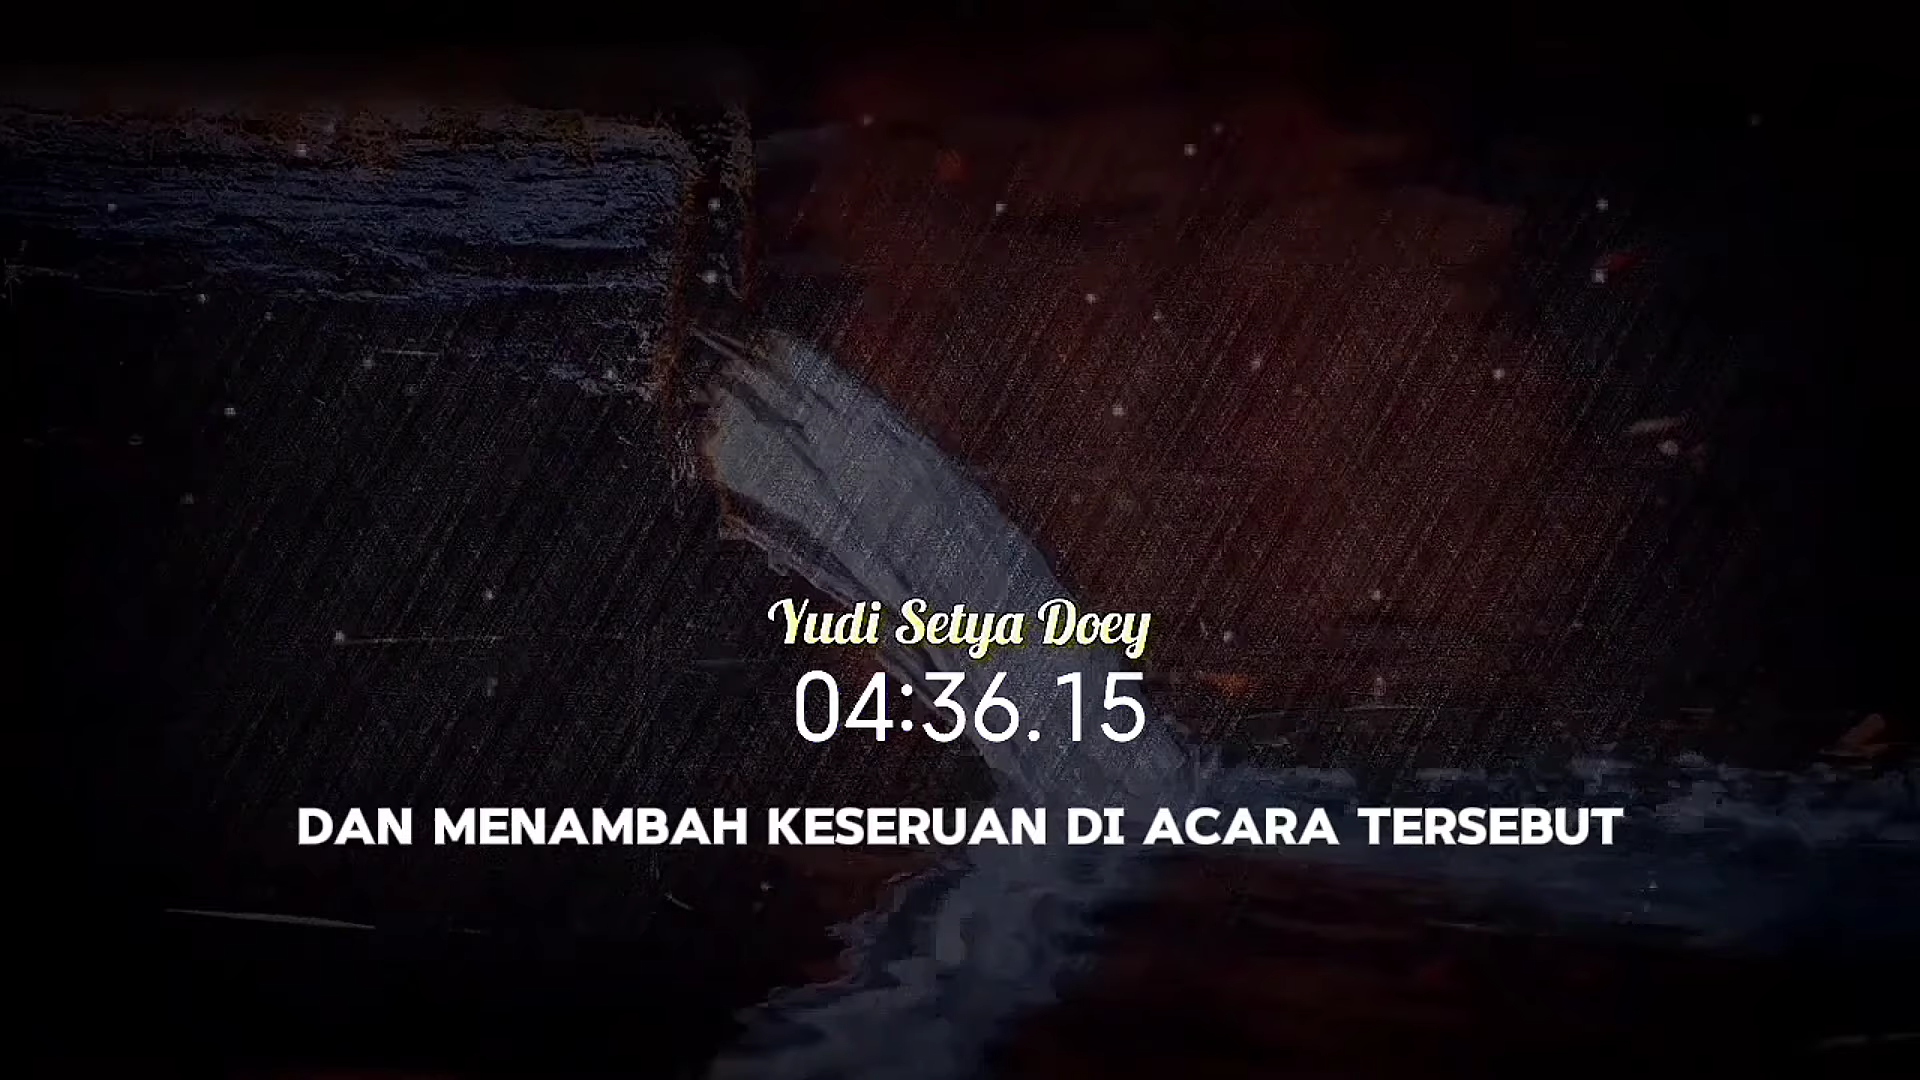 Yudi Setya Doey
04:36.15
DAN MENAMBAH KESERUAN DI ACARA TERSEBUT